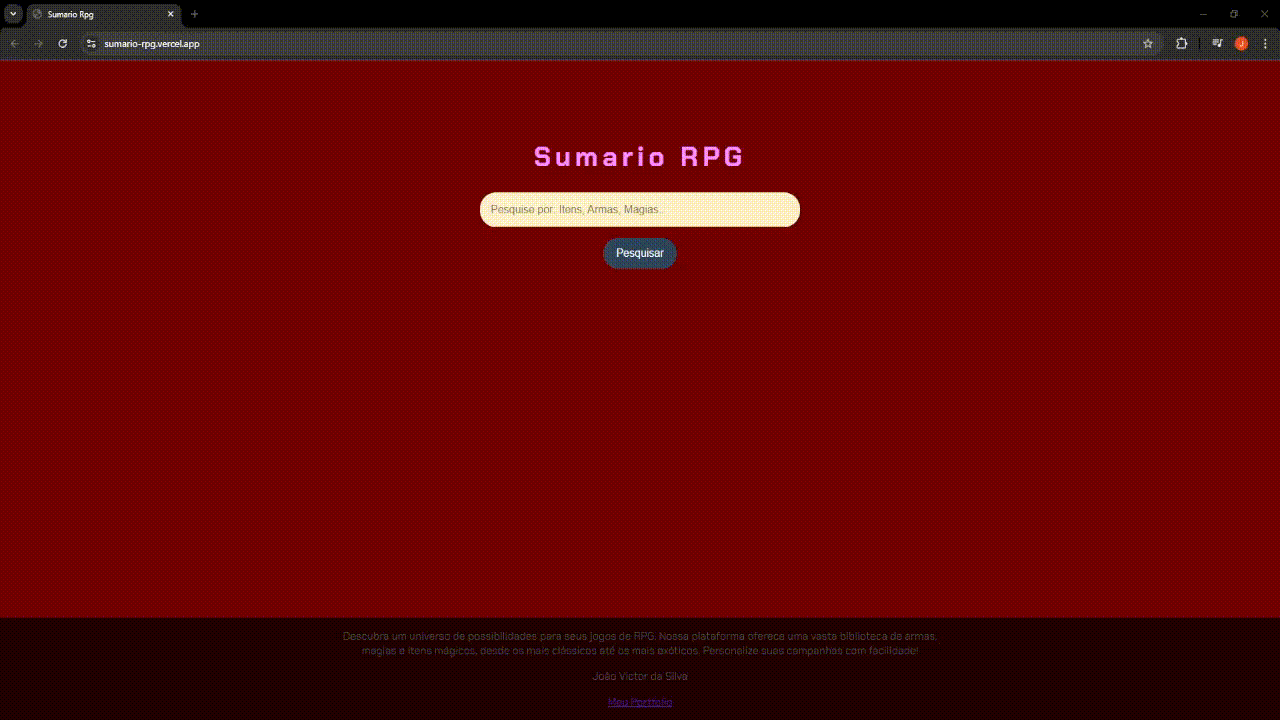 Sumario Rpg
sumario-rpg.vercel.app
J
Sumario RPG
Pesquise por: Itens, Armas, Magias..
Pesquisar
Descubra um universo de possibilidades para seus jogos de RPG. Nossa plataforma oferece uma vasta biblioteca de armas,
magias e itens mágicos, desde os mais clássicos até os mais exóticos. Personalize suas campanhas com facilidade!
João Victor da Silva
Meu Portfolio